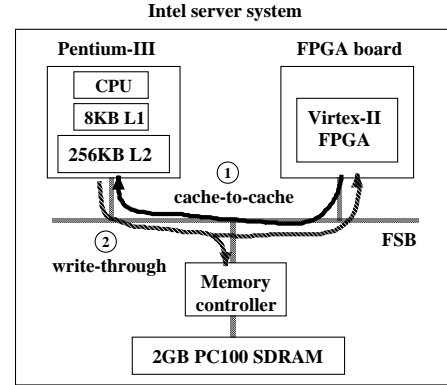 Intel server system
Pentium-III
FPGA board
CPU
8KB L1
256KB L2
Virtex-II
FPGA
1
cache-to-cache
2
write-through
FSB
Memory
controller
2GB PC100 SDRAM